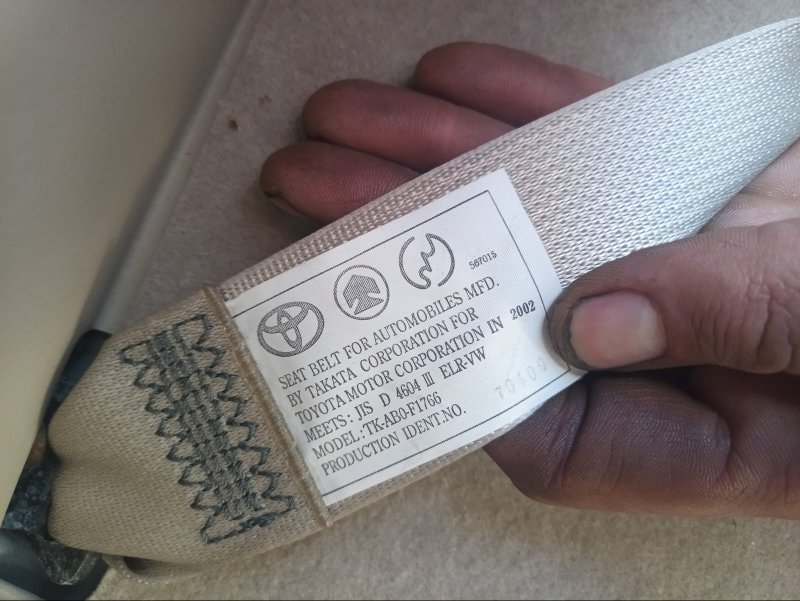 567015
SEAT BELT FOR AUTOMOBILES MFD.
BY TAKATA CORPORATION FOR
TOYOTA MOTOR CORPORATION IN 2002
MEETS: JIS D 4604 III ELR-VW
MODEL: TK-AB0-F1766
PRODUCTION IDENT.NO.